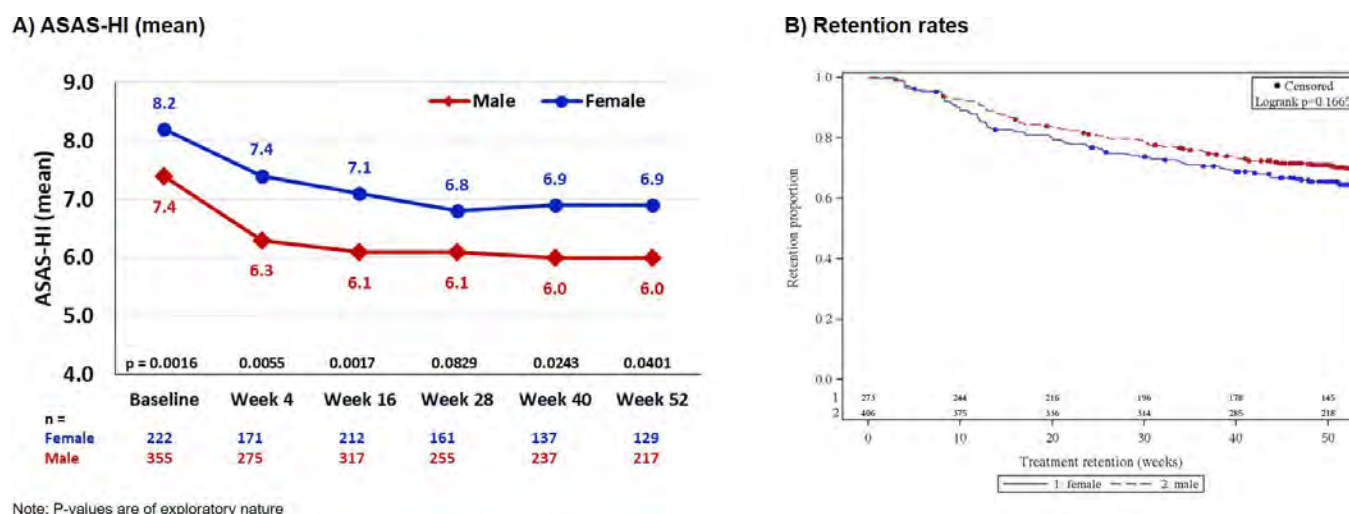 A) ASAS-HI (mean)
9.0
8.0
7.0
6.0
5.0
4.0
ASAS-HI (mean)
Male Female
8.2 7.4 7.1 6.8 6.9 6.9
7.4 6.3 6.1 6.1 6.0 6.0
p = 0.0016 0.0055 0.0017 0.0829 0.0243 0.0401
Baseline Week 4 Week 16 Week 28 Week 40 Week 52
n =
Female 222 171 212 161 137 129
Male 355 275 317 255 237 217
Note: P-values are of exploratory nature
B) Retention rates
Censored
Logrank p=0.1665
1.0
0.8
0.6
0.4
0.2
0.0
Retention proportion
1 273 244 216 196 178 145
2 406 375 336 314 285 218
0 10 20 30 40 50
Treatment retention (weeks)
1 female 2 male